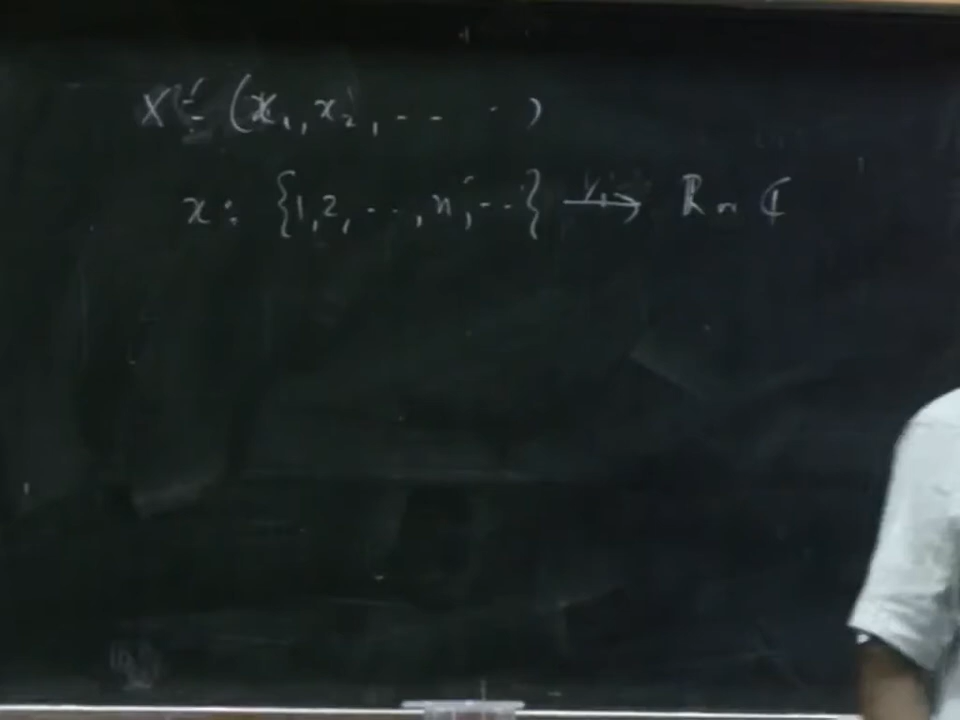 x = (x₁, x₂, .. . )
x : {1, 2, .., n, ..} → ℝ or ℂ